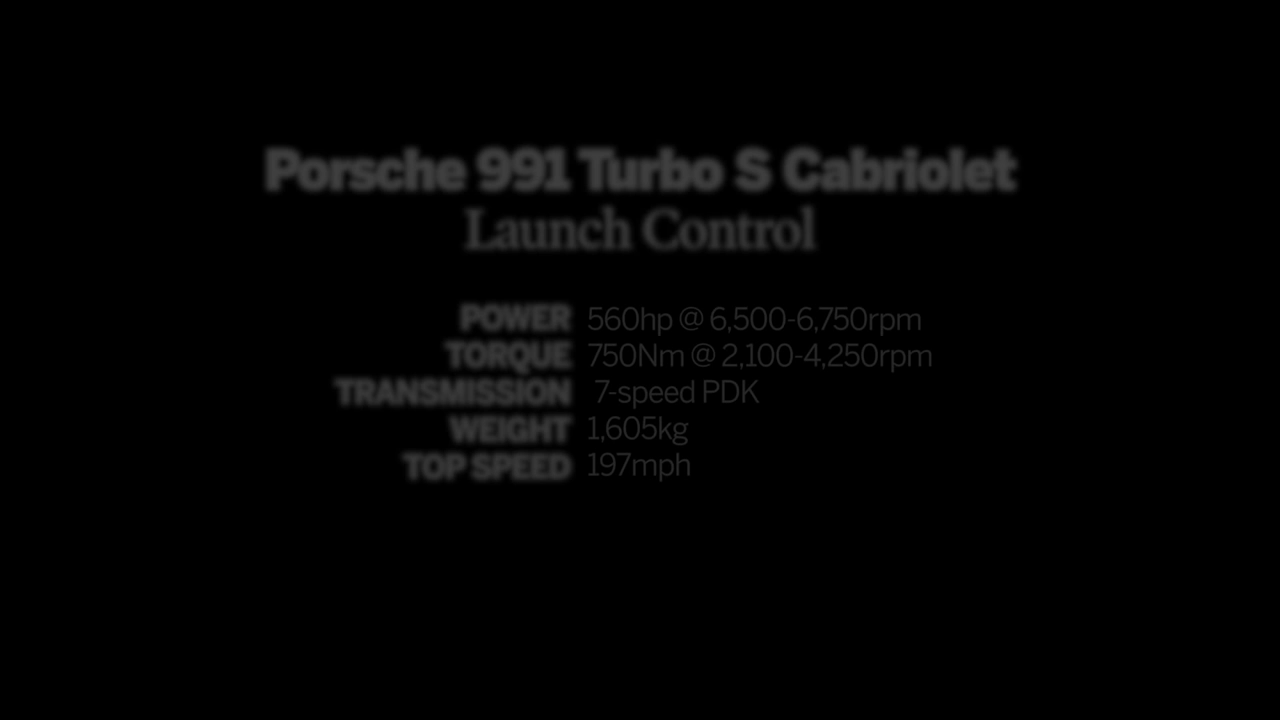 Porsche 991 Turbo S Cabriolet
Launch Control
POWER 560hp @ 6,500-6,750rpm
TORQUE 750Nm @ 2,100-4,250rpm
TRANSMISSION 7-speed PDK
WEIGHT 1,605kg
TOP SPEED 197mph